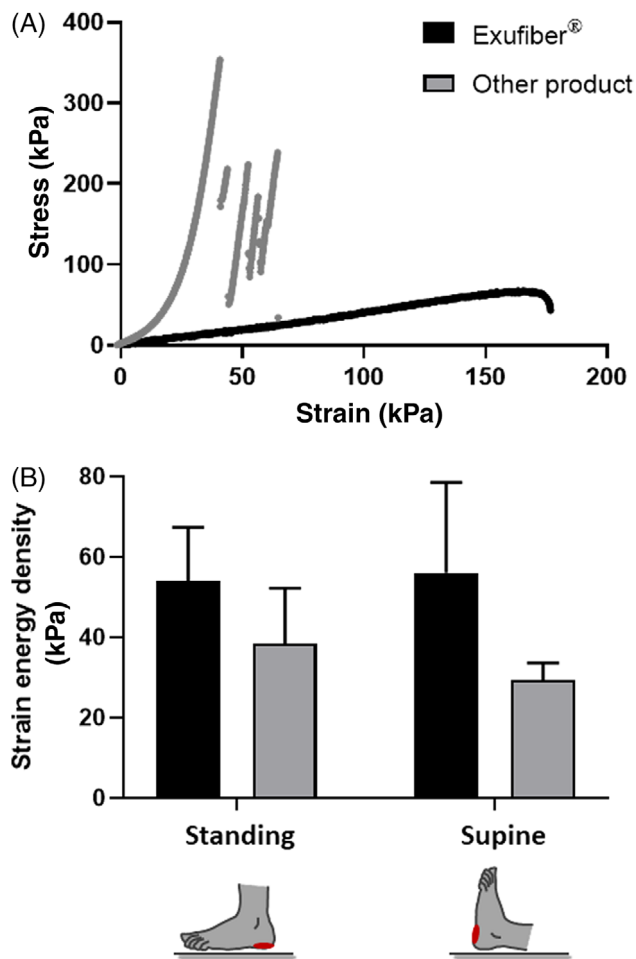 (A)
400
300
200
100
0
Stress (kPa)
Exufiber®
Other product
0 50 100 150 200
Strain (kPa)
(B)
80
60
40
20
0
Strain energy density
(kPa)
Standing Supine